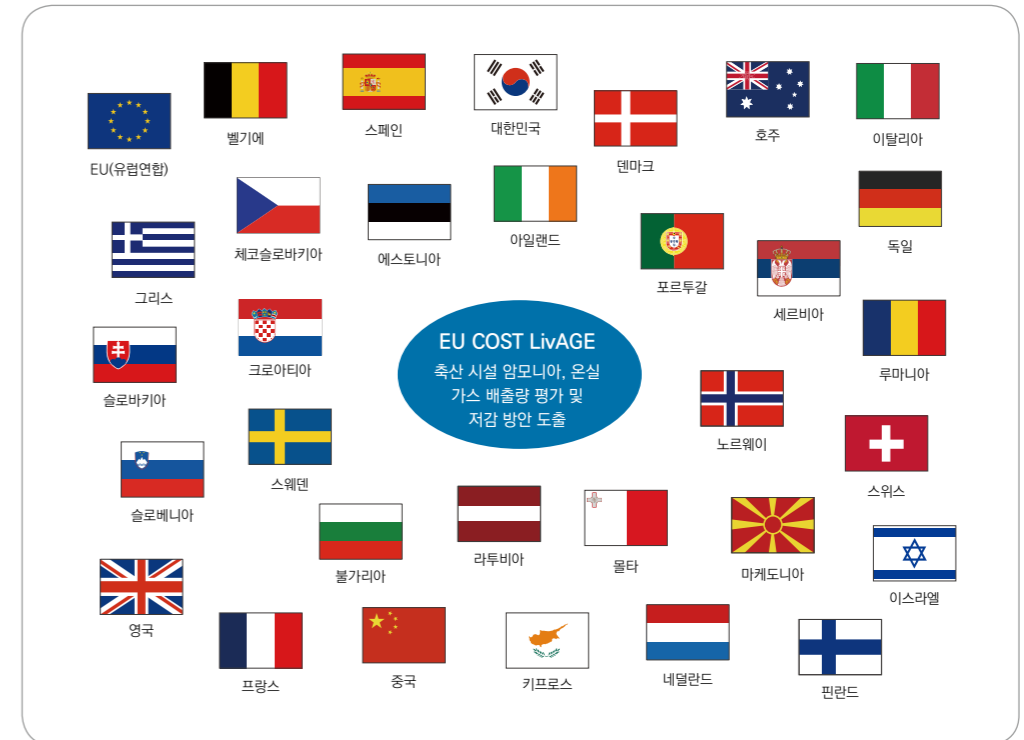 벨기에
스페인
대한민국
호주
이탈리아
EU(유럽연합)
덴마크
체코슬로바키아
에스토니아
아일랜드
독일
그리스
포르투갈
세르비아
EU COST LivAGE
축산 시설 암모니아, 온실
가스 배출량 평가 및
저감 방안 도출
크로아티아
루마니아
슬로바키아
노르웨이
스웨덴
스위스
슬로베니아
불가리아
라투비아
몰타
마케도니아
이스라엘
영국
프랑스
중국
키프로스
네덜란드
핀란드